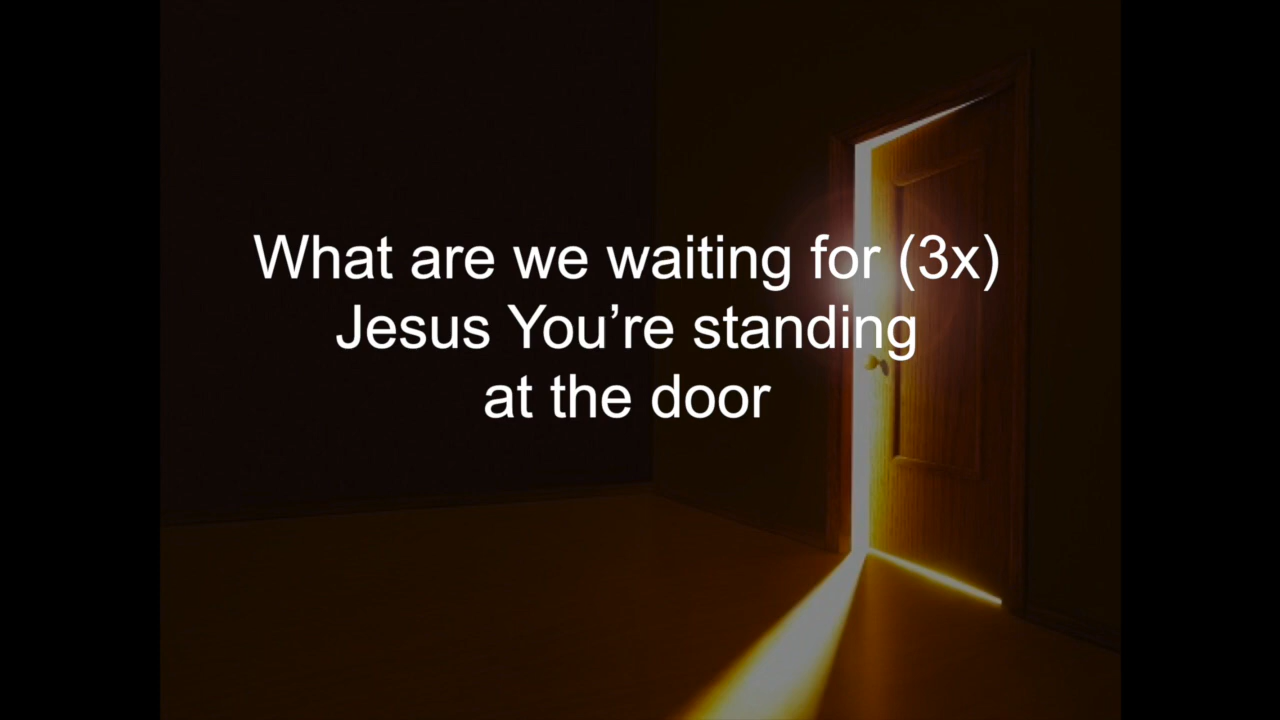 What are we waiting for (3x)
Jesus You’re standing
at the door